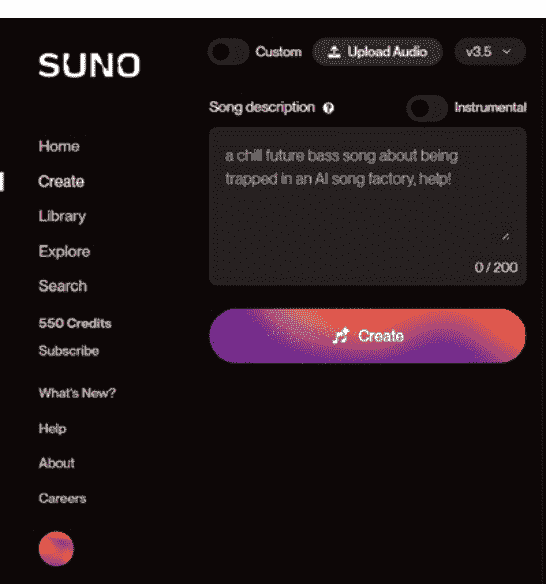 SUNO
Home
Create
Library
Explore
Search
550 Credits
Subscribe
What's New?
Help
About
Careers
Custom
Upload Audio
v3.5
Song description
Instrumental
a chill future bass song about being
trapped in an AI song factory, help!
0 / 200
Create